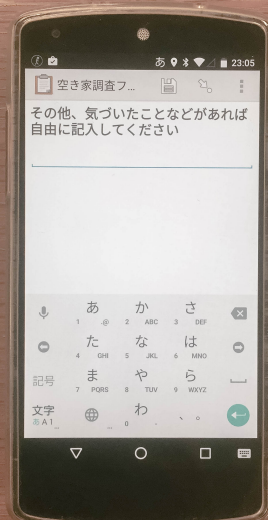 あ 23:05
空き家調査フ...
その他、気づいたことなどがあれば
自由に記入してください
あ か さ
1 .@ 2 ABC 3 DEF
た な は
4 GHI 5 JKL 6 MNO
記号 ま や ら
7 PQRS 8 TUV 9 WXYZ
文字 わ 、。
あA1 0